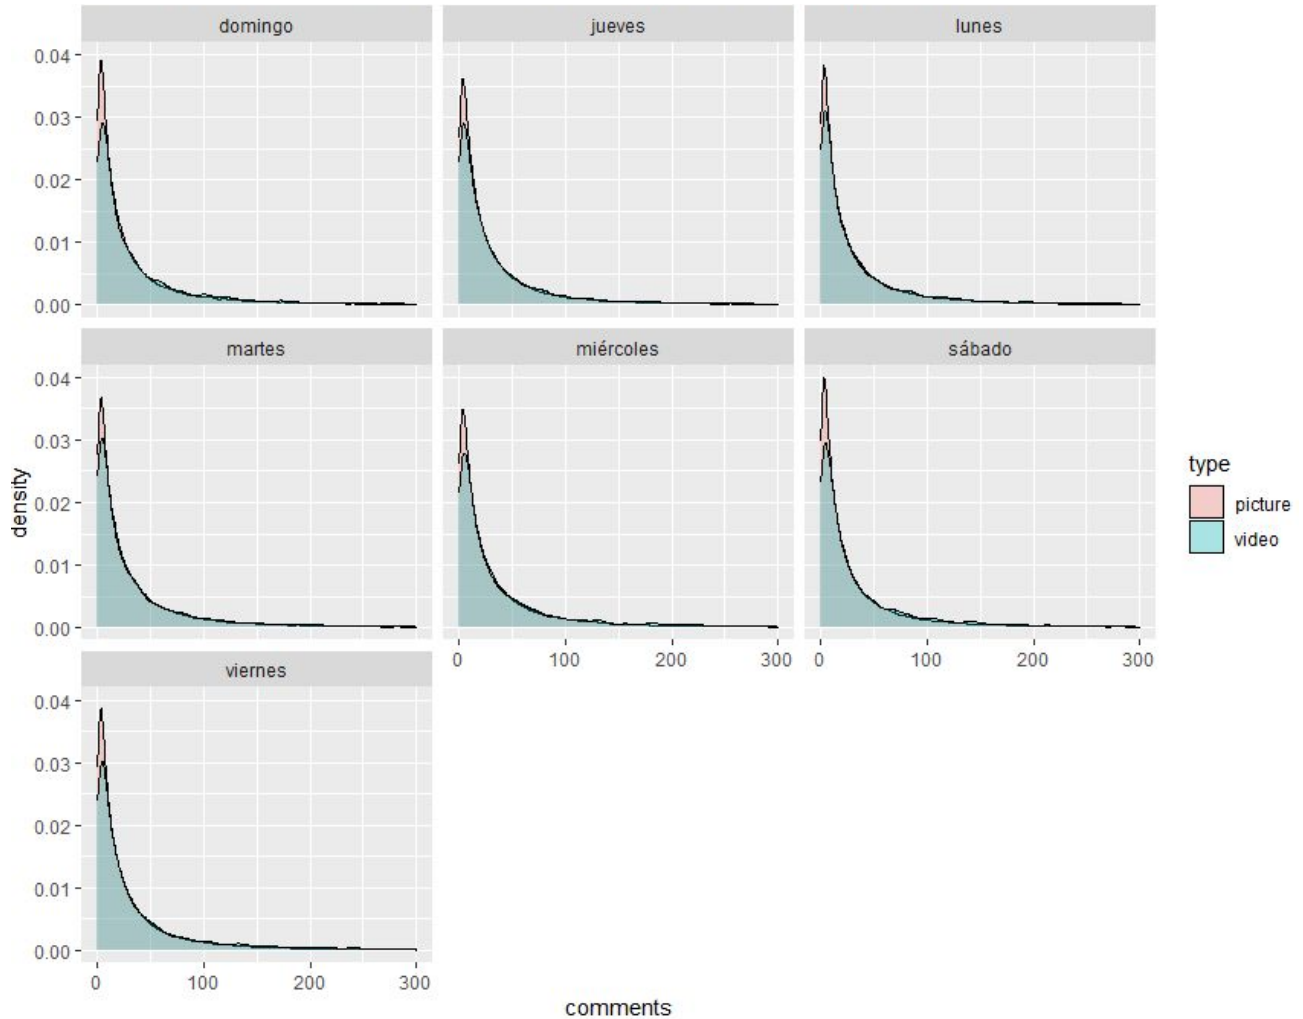 domingo jueves lunes
0.04
0.03
0.02
0.01
0.00
martes miércoles sábado
0.04
0.03
0.02
0.01
0.00
0 100 200 300 0 100 200 300
viernes
0.04
0.03
0.02
0.01
0.00
0 100 200 300
density
comments
type
picture
video